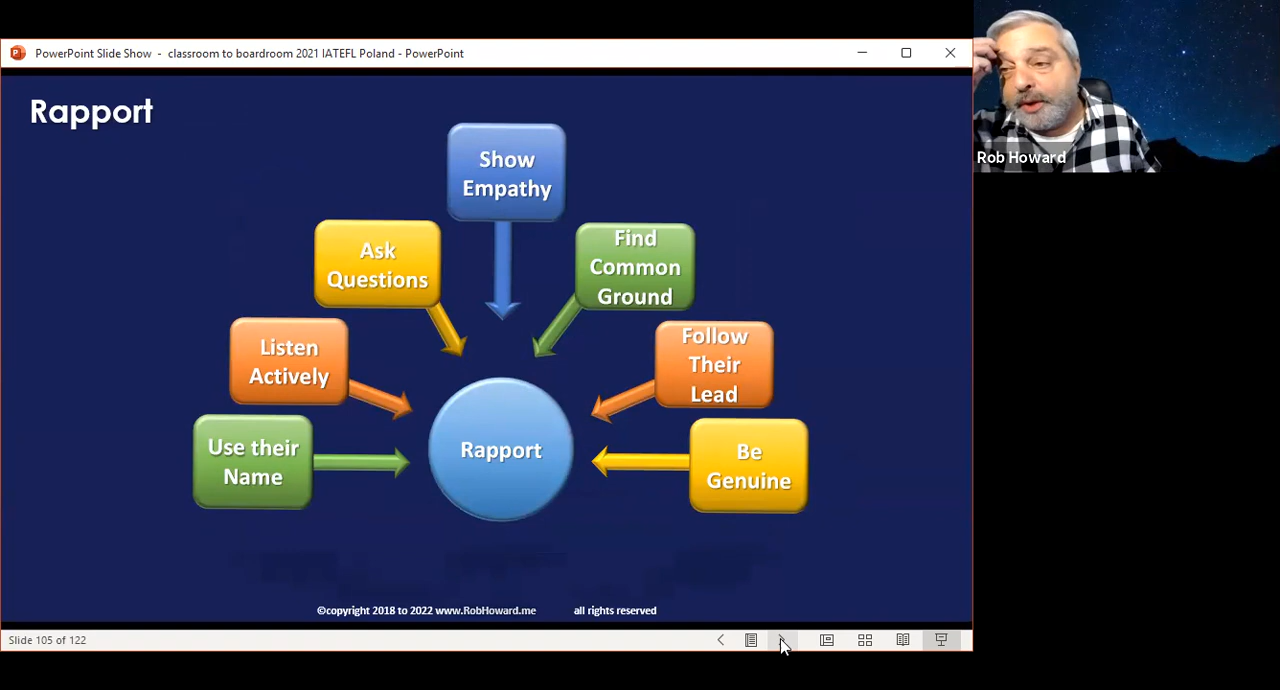 PowerPoint Slide Show - classroom to boardroom 2021 IATEFL Poland - PowerPoint
Rob Howard
Rapport
Show
Empathy
Ask
Questions
Find
Common
Ground
Listen
Actively
Follow
Their
Lead
Use their
Name
Rapport
Be
Genuine
©copyright 2018 to 2022 www.RobHoward.me all rights reserved
Slide 105 of 122